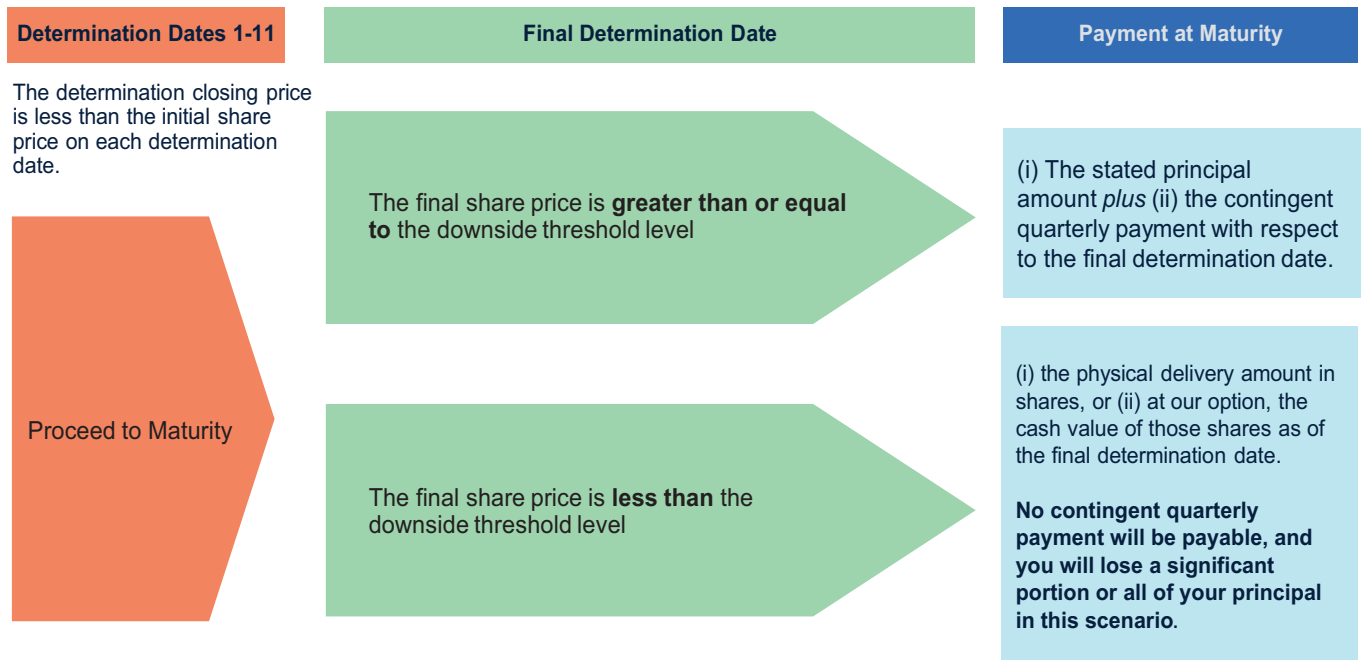 Determination Dates 1-11
Final Determination Date
Payment at Maturity
The determination closing price
is less than the initial share
price on each determination
date.
Proceed to Maturity
The final share price is greater than or equal
to the downside threshold level
(i) The stated principal
amount plus (ii) the contingent
quarterly payment with respect
to the final determination date.
The final share price is less than the
downside threshold level
(i) the physical delivery amount in
shares, or (ii) at our option, the
cash value of those shares as of
the final determination date.
No contingent quarterly
payment will be payable, and
you will lose a significant
portion or all of your principal
in this scenario.